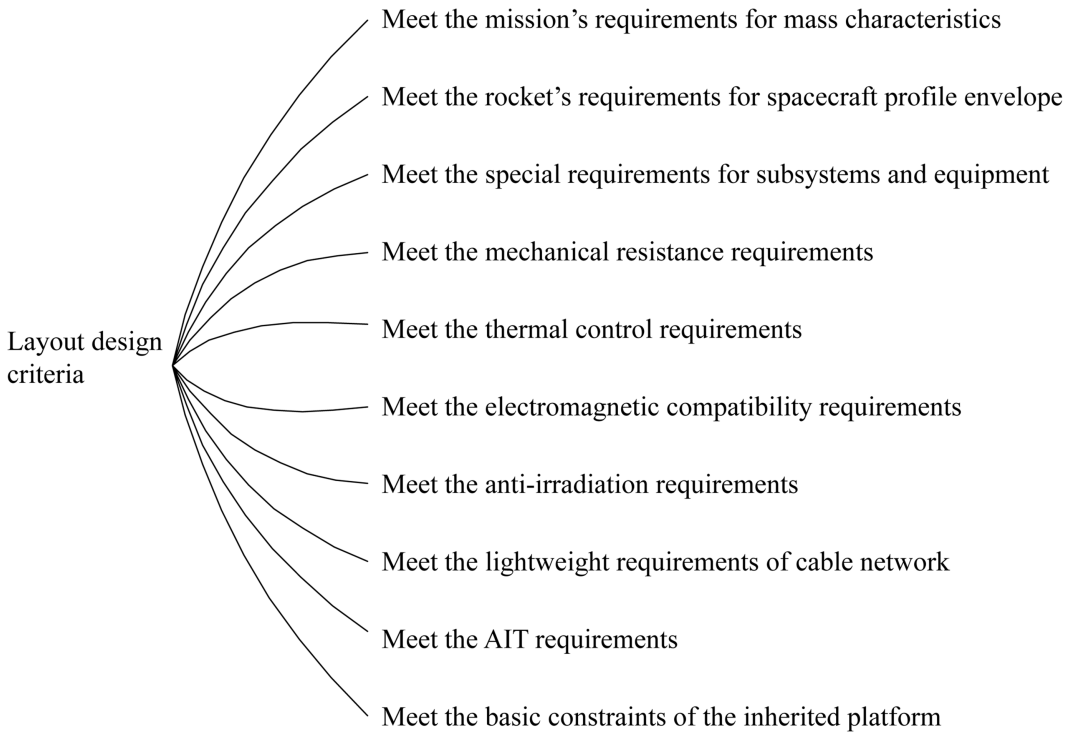 Meet the mission’s requirements for mass characteristics
Meet the rocket’s requirements for spacecraft profile envelope
Meet the special requirements for subsystems and equipment
Meet the mechanical resistance requirements
Meet the thermal control requirements
Layout design
criteria
Meet the electromagnetic compatibility requirements
Meet the anti-irradiation requirements
Meet the lightweight requirements of cable network
Meet the AIT requirements
Meet the basic constraints of the inherited platform